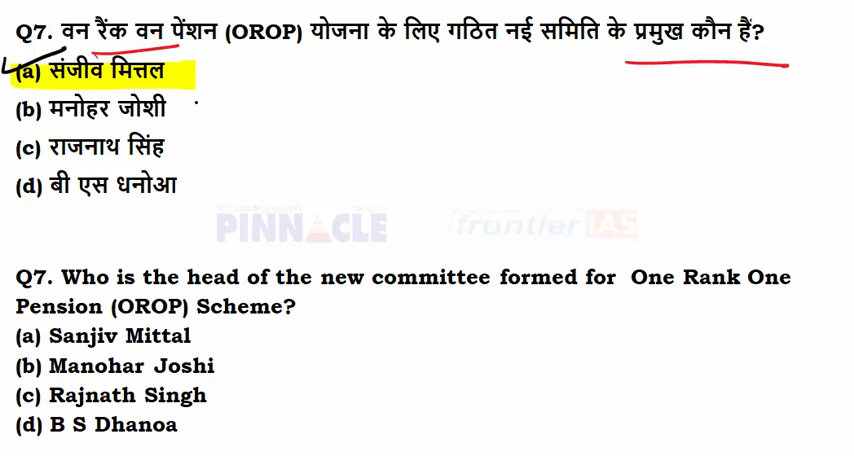 Q7. वन रैंक वन पेंशन (OROP) योजना के लिए गठित नई समिति के प्रमुख कौन हैं?
(a) संजीव मित्तल
(b) मनोहर जोशी
(c) राजनाथ सिंह
(d) बी एस धनोआ
PINNACLE frontier IAS
Q7. Who is the head of the new committee formed for One Rank One
Pension (OROP) Scheme?
(a) Sanjiv Mittal
(b) Manohar Joshi
(c) Rajnath Singh
(d) B S Dhanoa